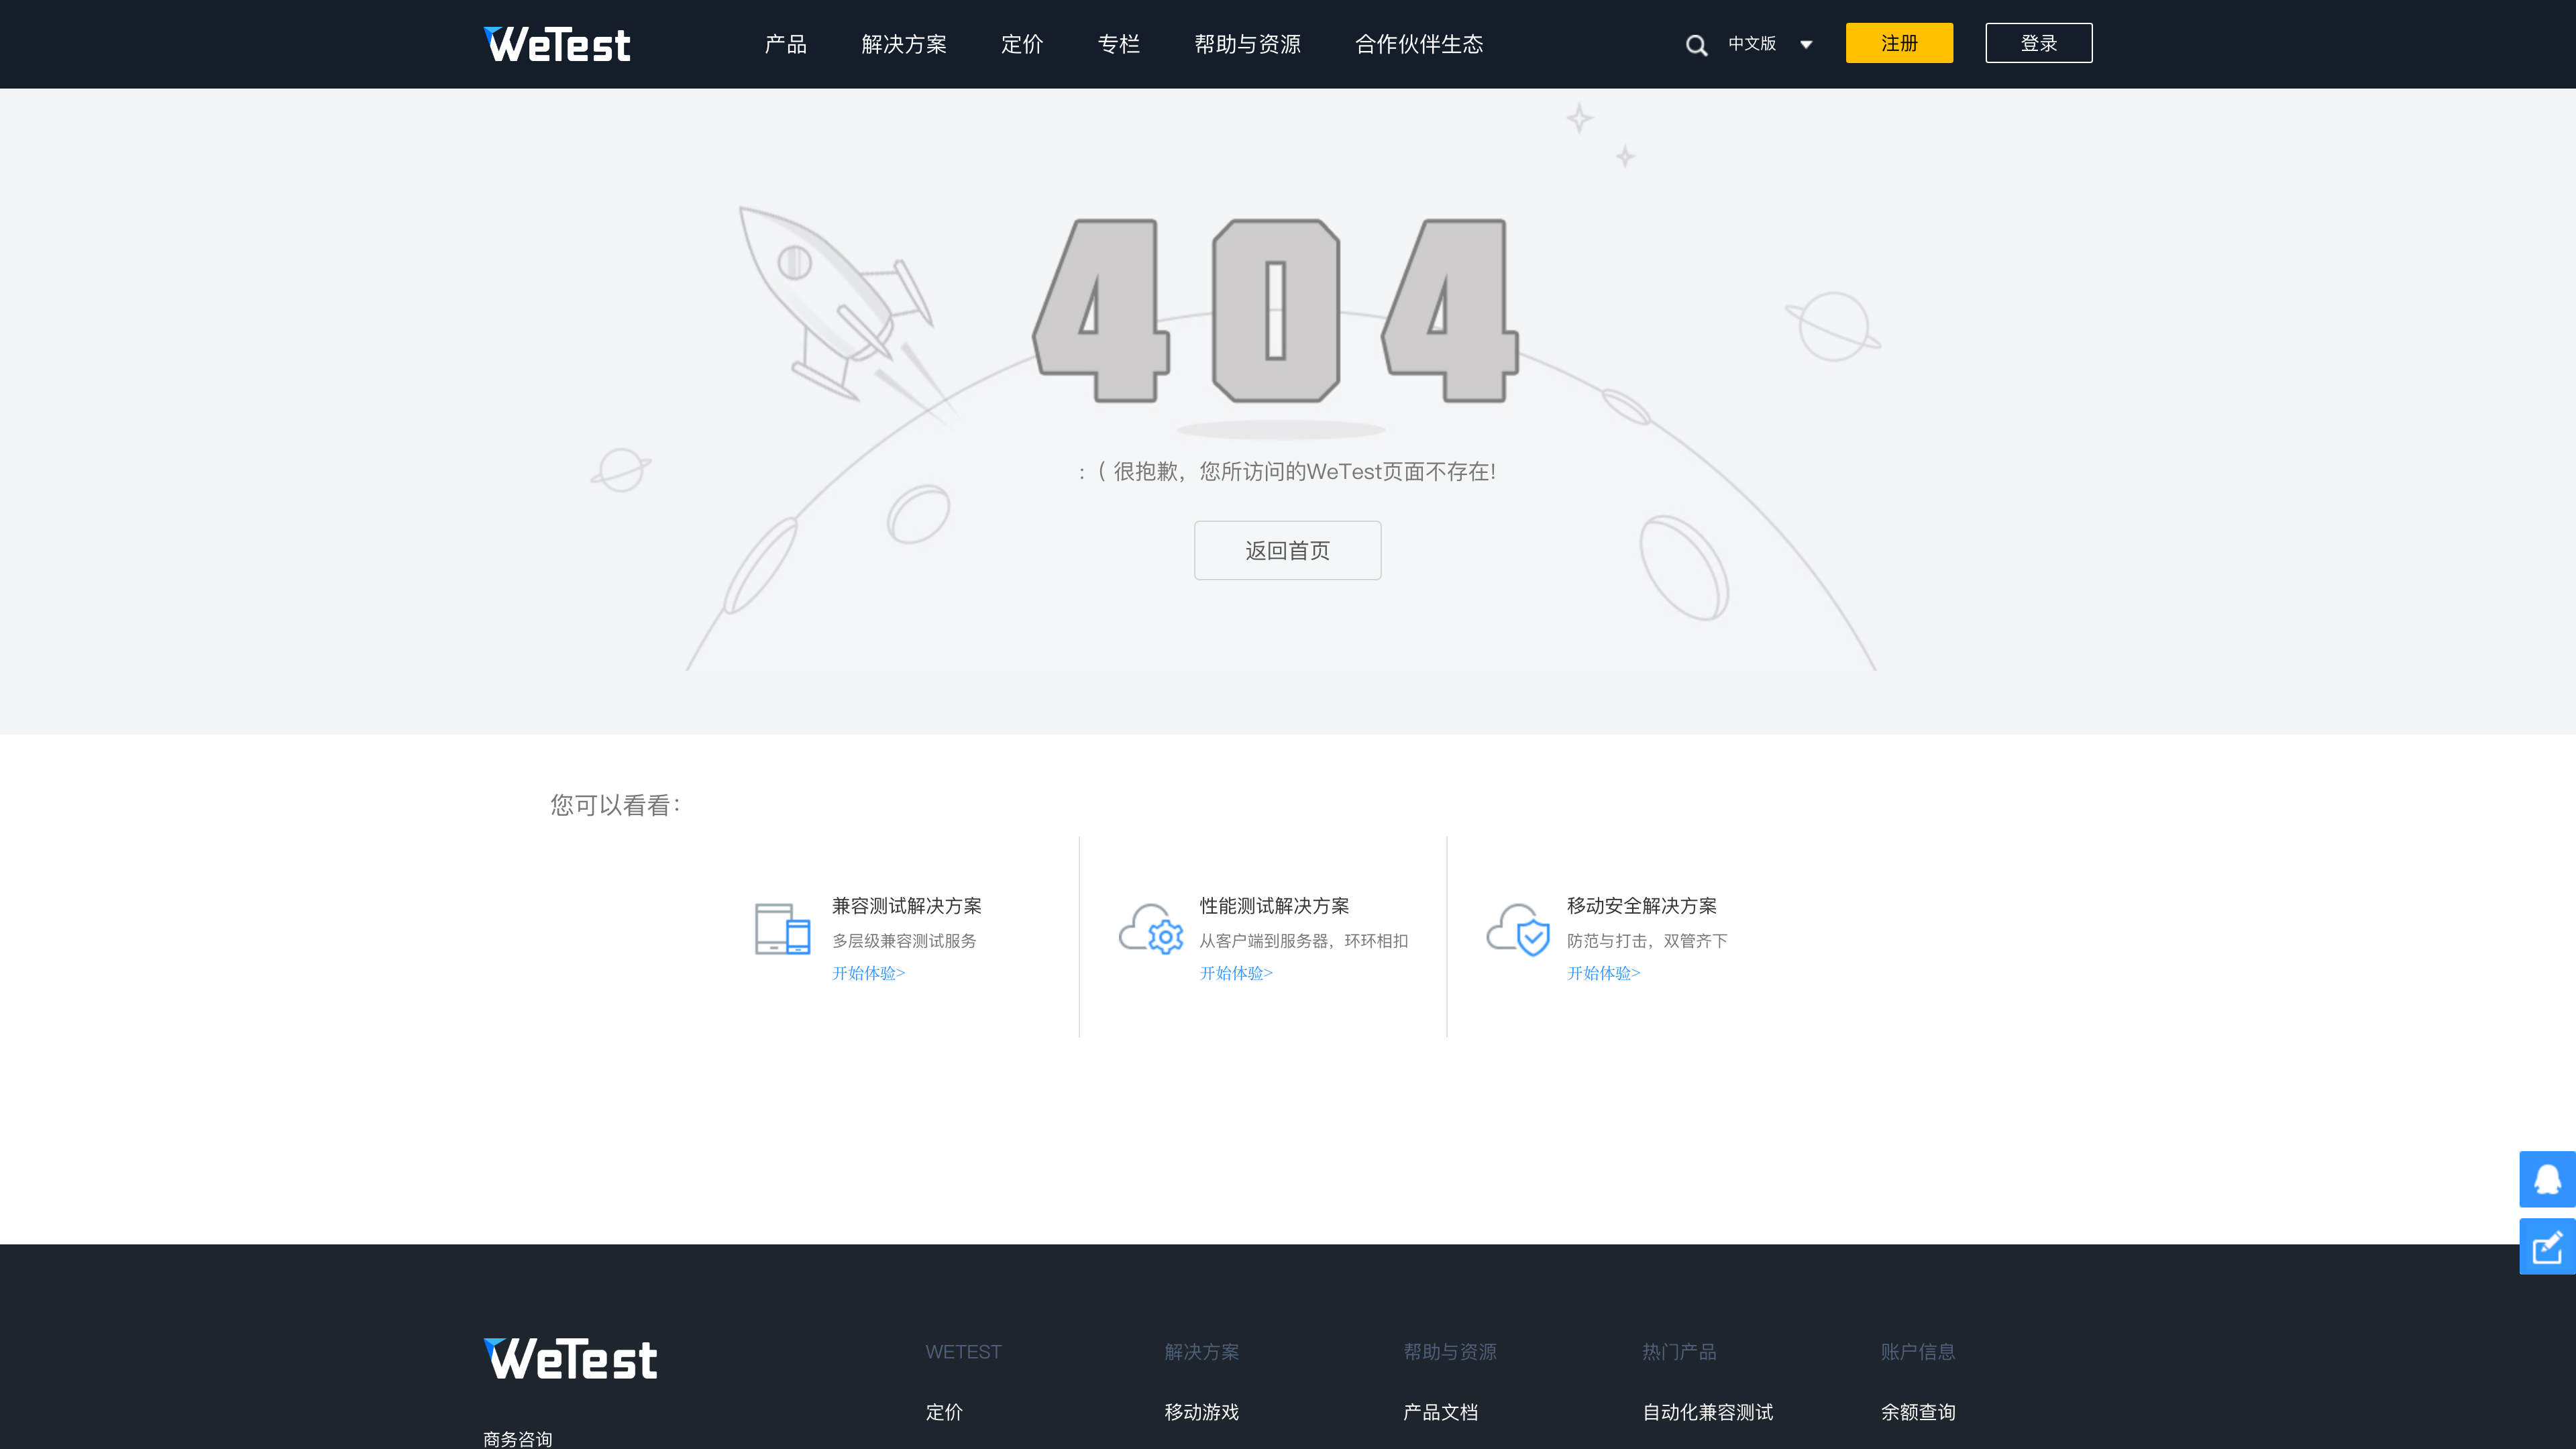 WeTest 产品 解决方案 定价 专栏 帮助与资源 合作伙伴生态 中文版 注册 登录
404
:( 很抱歉，您所访问的WeTest页面不存在!
返回首页
您可以看看：
兼容测试解决方案
多层级兼容测试服务
开始体验>
性能测试解决方案
从客户端到服务器，环环相扣
开始体验>
移动安全解决方案
防范与打击，双管齐下
开始体验>
WeTest
商务咨询
WETEST
定价
解决方案
移动游戏
帮助与资源
产品文档
热门产品
自动化兼容测试
账户信息
余额查询